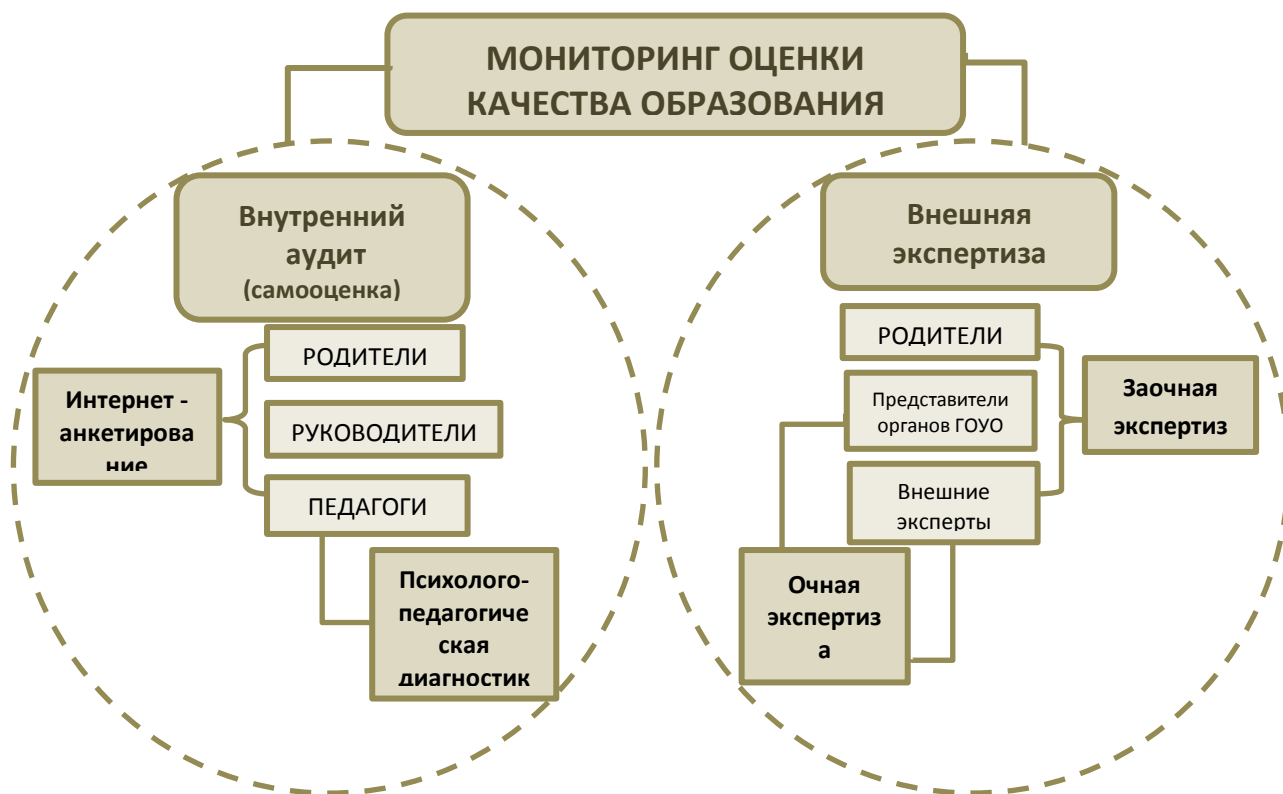 МОНИТОРИНГ ОЦЕНКИ
КАЧЕСТВА ОБРАЗОВАНИЯ
Внутренний
аудит
(самооценка)
РОДИТЕЛИ
Интернет -
анкетирова
ние
РУКОВОДИТЕЛИ
ПЕДАГОГИ
Психолого-
педагогиче
ская
диагностик
Внешняя
экспертиза
РОДИТЕЛИ
Представители
органов ГОУО
Внешние
эксперты
Заочная
экспертиз
Очная
экспертиз
а